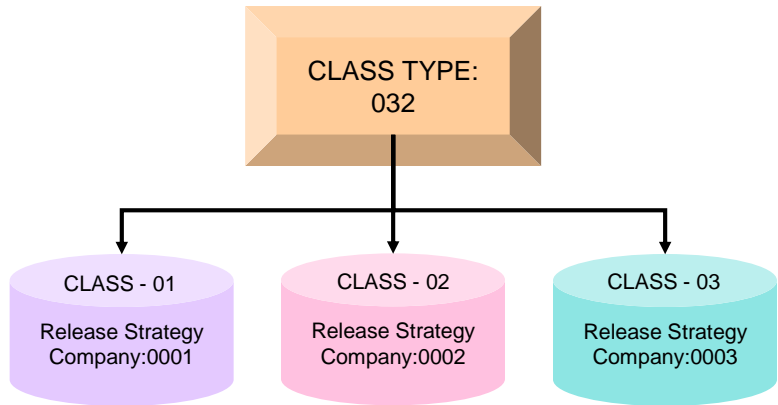 CLASS TYPE:
032
CLASS - 01
Release Strategy
Company:0001
CLASS - 02
Release Strategy
Company:0002
CLASS - 03
Release Strategy
Company:0003